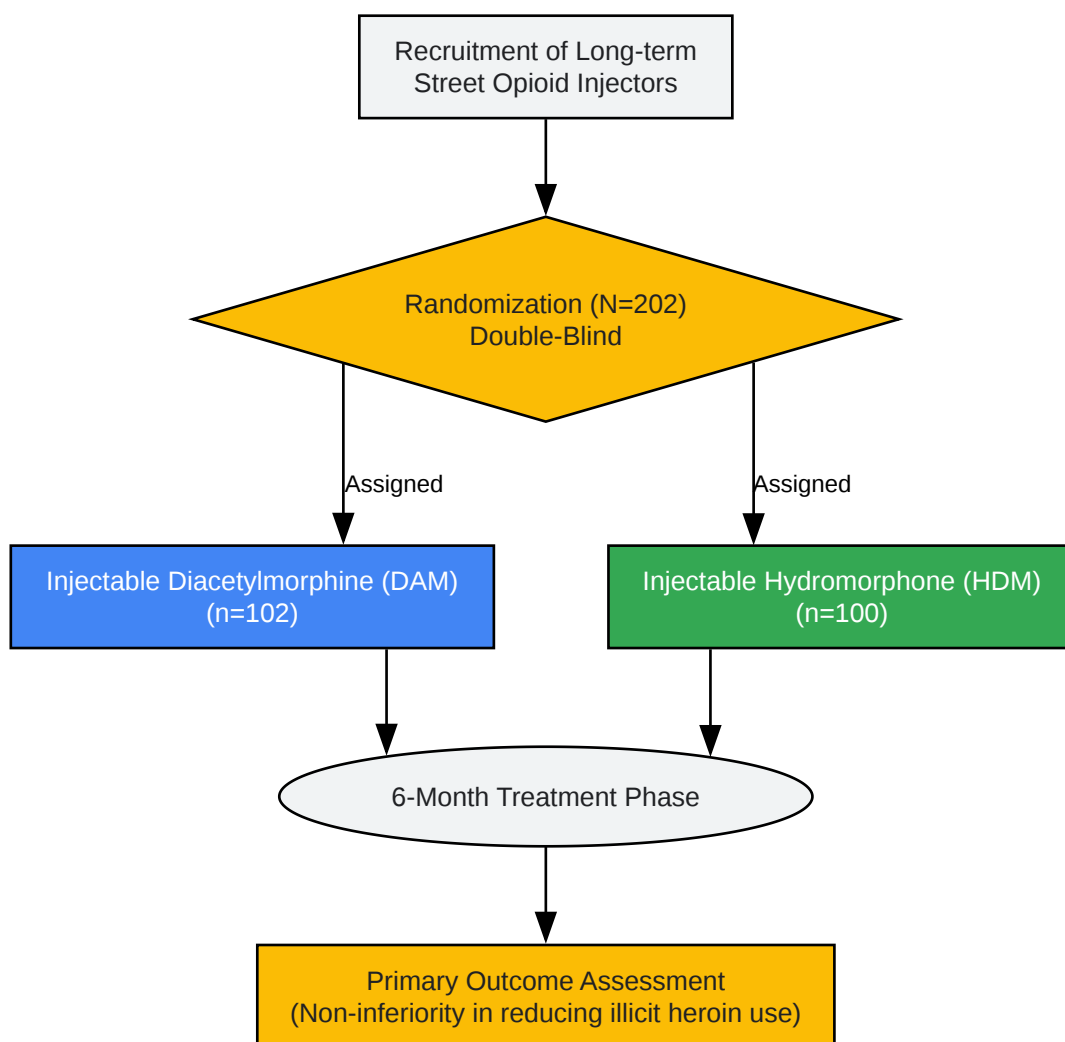 Recruitment of Long-term
Street Opioid Injectors
Randomization (N=202)
Double-Blind
Assigned
Assigned
Injectable Diacetylmorphine (DAM)
(n=102)
Injectable Hydromorphone (HDM)
(n=100)
6-Month Treatment Phase
Primary Outcome Assessment
(Non-inferiority in reducing illicit heroin use)